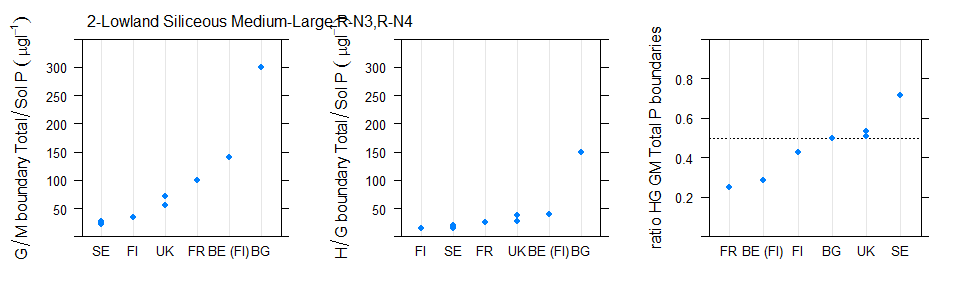 2-Lowland Siliceous Medium-Large R-N3,R-N4
G/M boundary Total/Sol P ( μgl⁻¹)
300
250
200
150
100
50
SE FI UK FR BE (Fl) BG
H/G boundary Total/Sol P ( μgl⁻¹)
300
250
200
150
100
50
FI SE FR UK BE (Fl) BG
ratio HG GM Total P boundaries
0.8
0.6
0.4
0.2
FR BE (Fl) FI BG UK SE